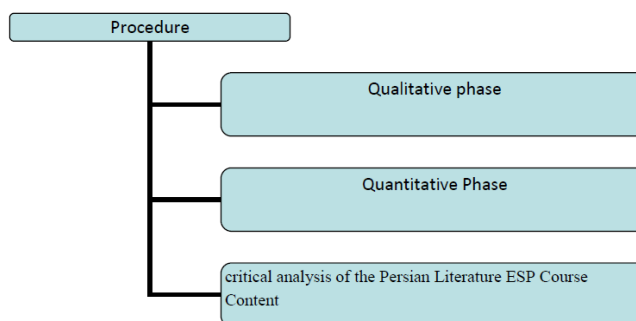 Procedure
Qualitative phase
Quantitative Phase
critical analysis of the Persian Literature ESP Course
Content